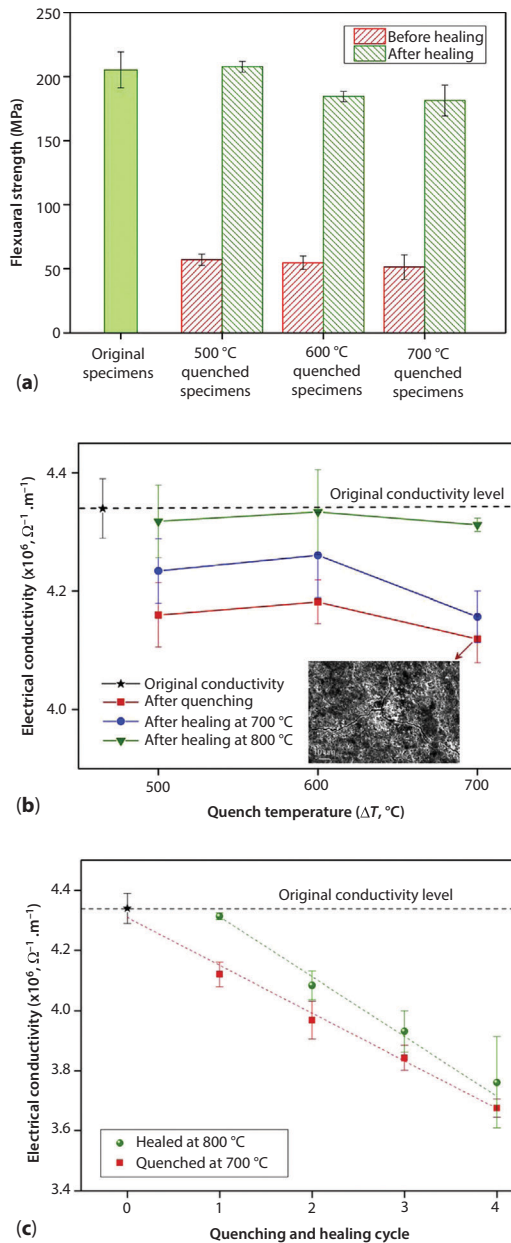 250
200
150
100
50
0
Flexuaral strength (MPa)
Before healing
After healing
Original
specimens
500 °C
quenched
specimens
600 °C
quenched
specimens
700 °C
quenched
specimens
(a)
4.4
4.2
4.0
Electrical conductivity (x10⁶, Ω⁻¹ .m⁻¹)
Original conductivity level
Original conductivity
After quenching
After healing at 700 °C
After healing at 800 °C
500
600
700
Quench temperature (ΔT, °C)
(b)
4.4
4.2
4.0
3.8
3.6
3.4
Electrical conductivity (x10⁶, Ω⁻¹ .m⁻¹)
Original conductivity level
Healed at 800 °C
Quenched at 700 °C
0
1
2
3
4
Quenching and healing cycle
(c)